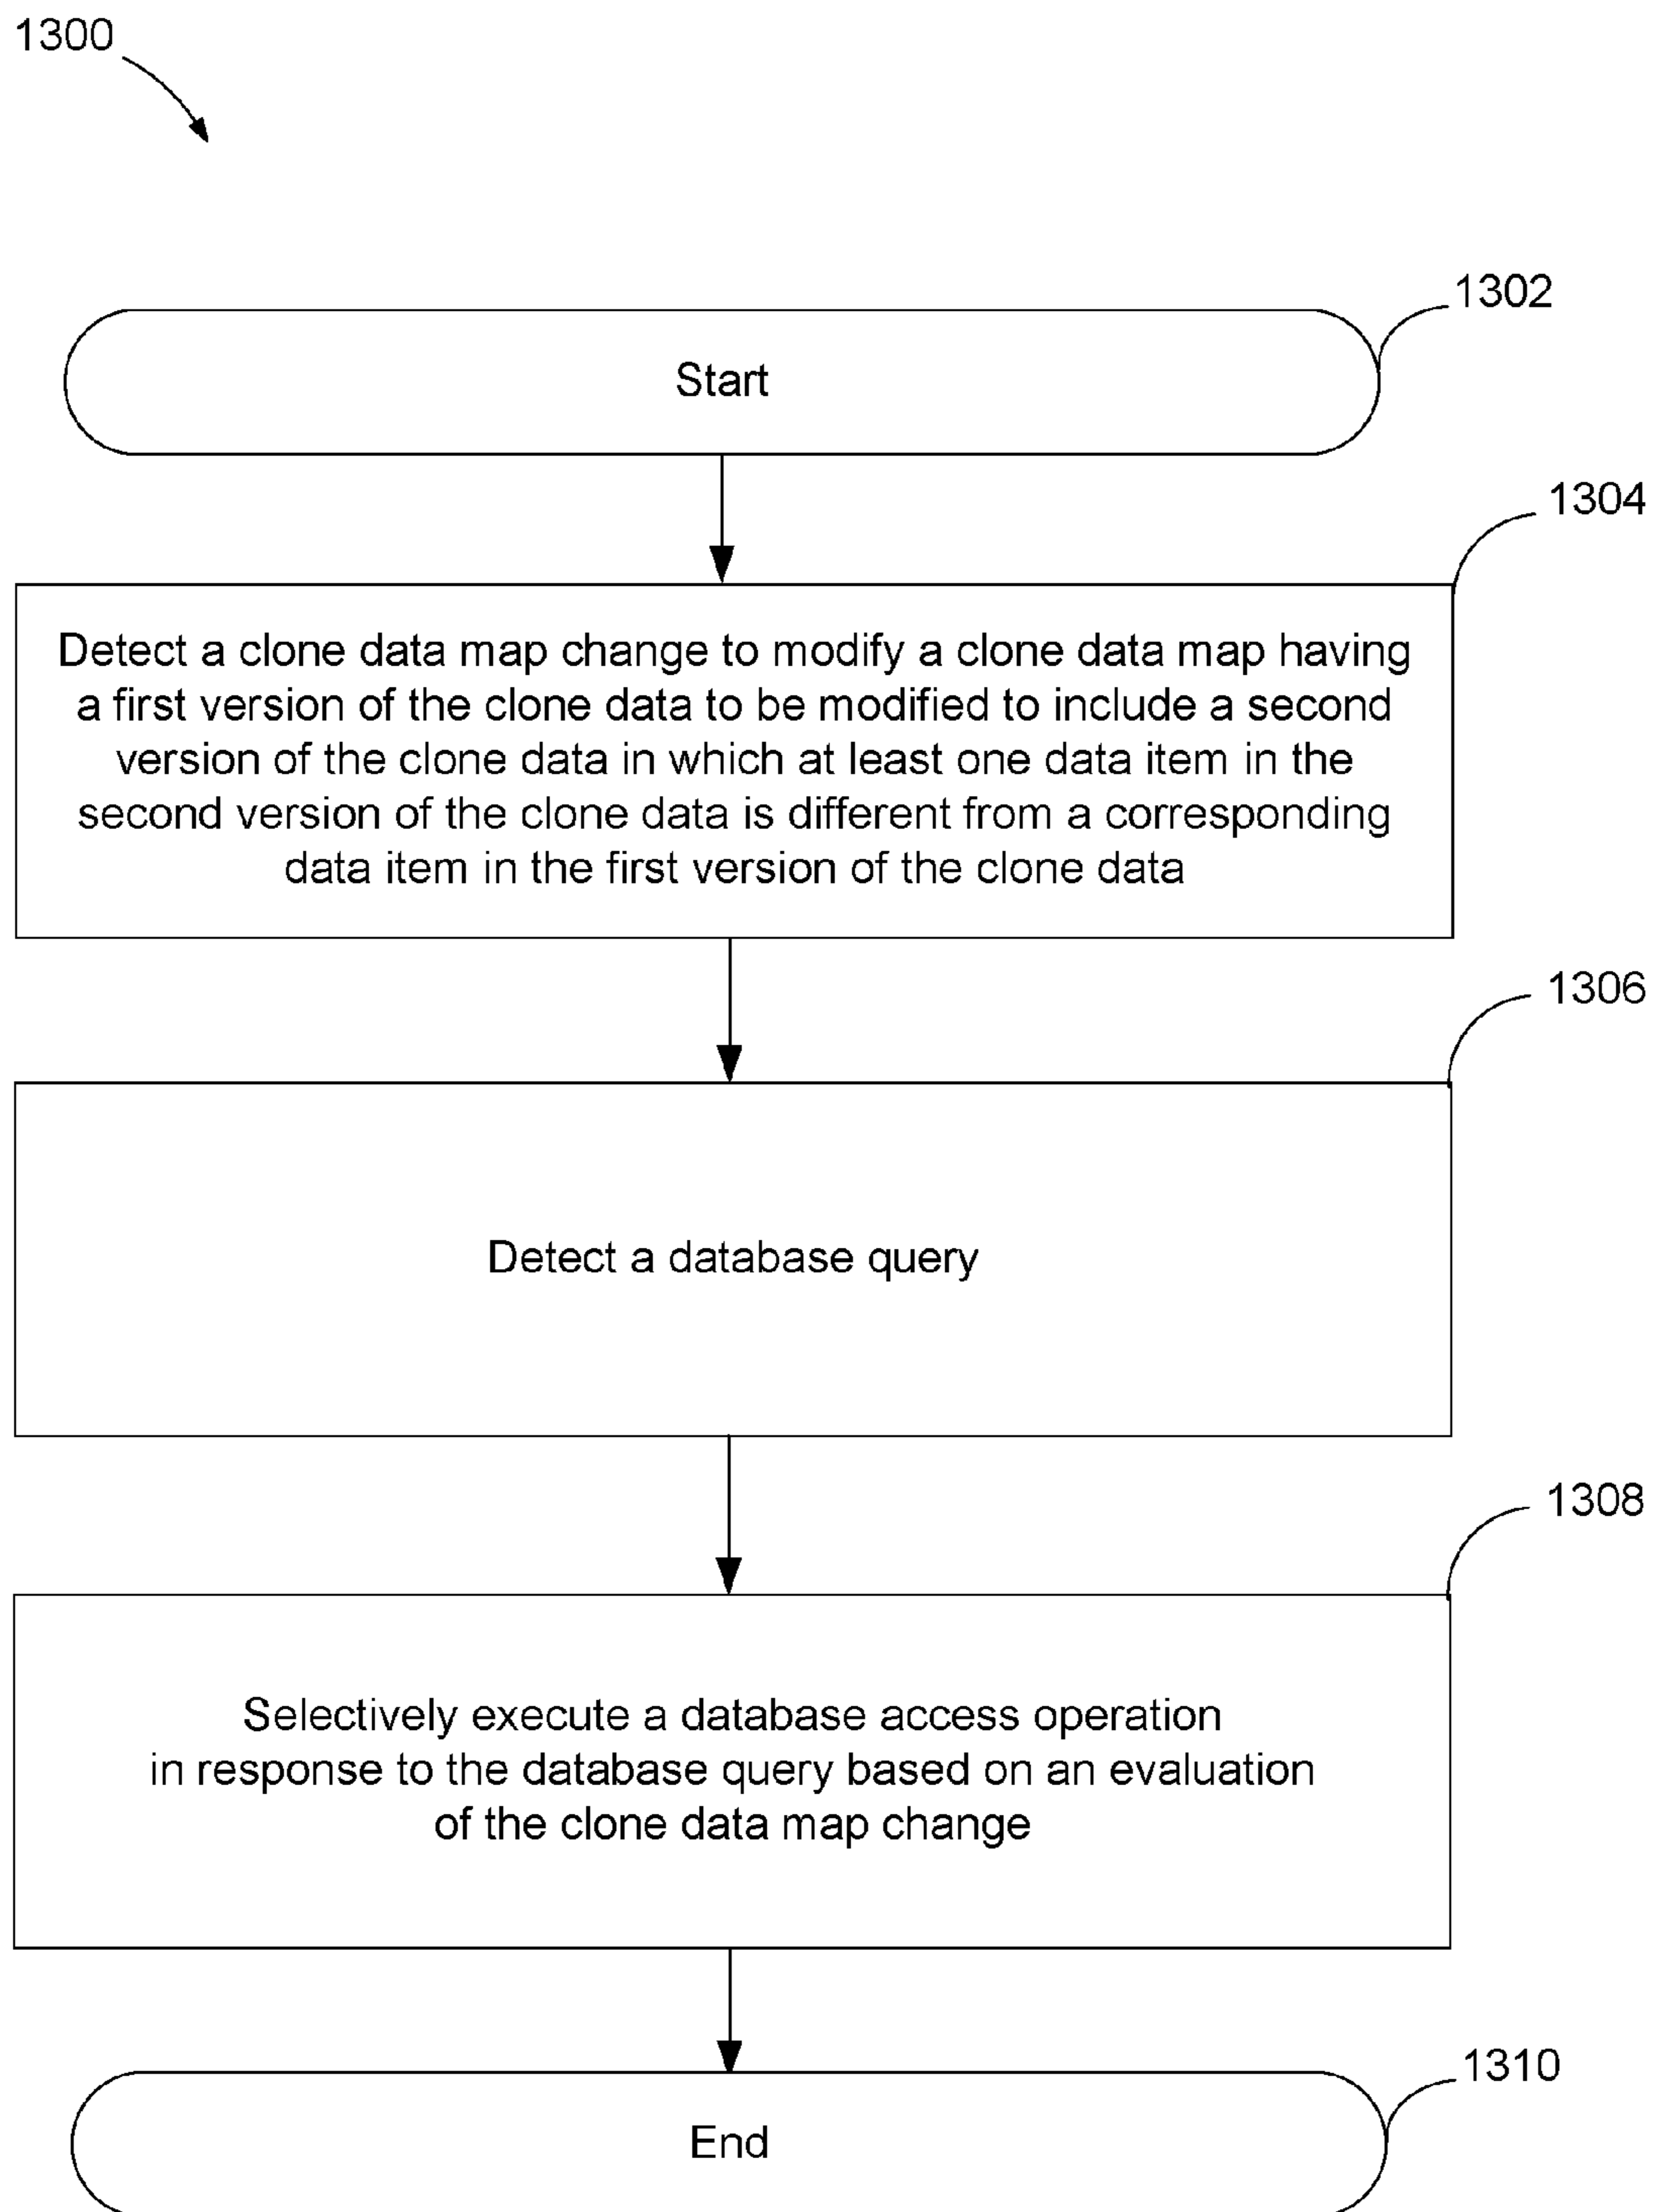 1300
1302
Start
1304
Detect a clone data map change to modify a clone data map having
a first version of the clone data to be modified to include a second
version of the clone data in which at least one data item in the
second version of the clone data is different from a corresponding
data item in the first version of the clone data
1306
Detect a database query
1308
Selectively execute a database access operation
in response to the database query based on an evaluation
of the clone data map change
1310
End